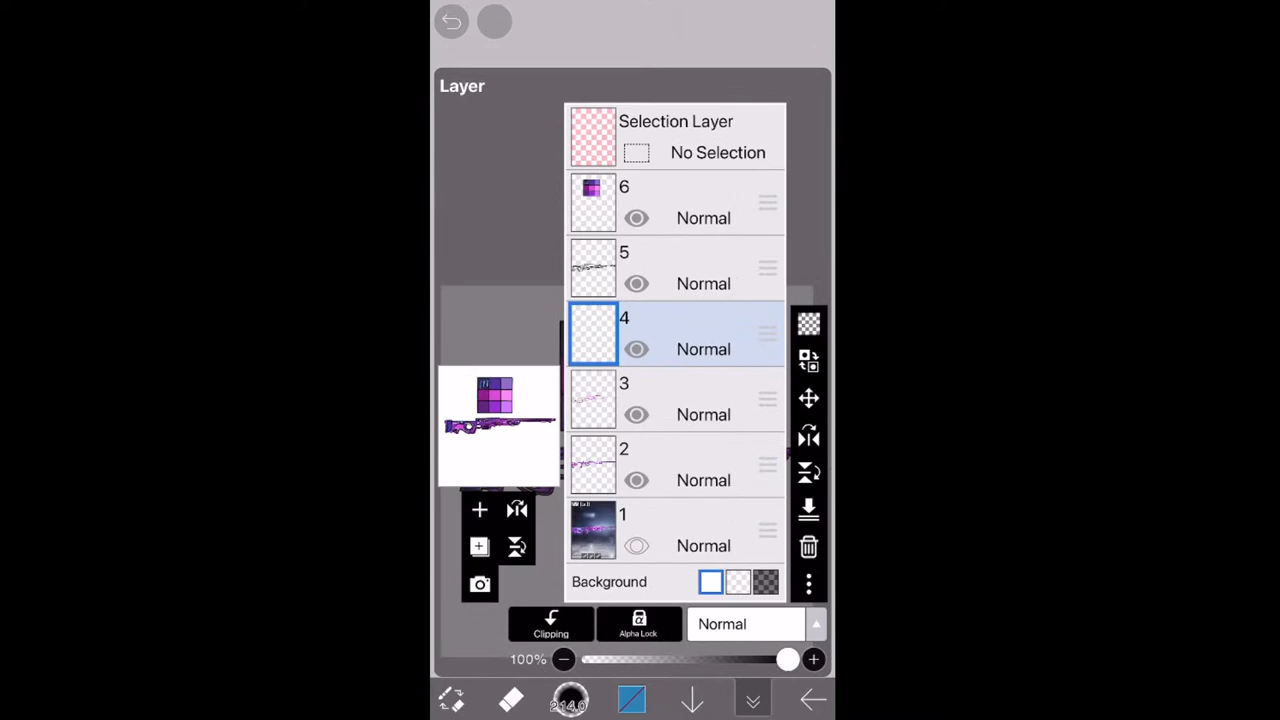 Layer
Selection Layer
No Selection
6
Normal
5
Normal
4
Normal
3
Normal
2
Normal
1
Normal
Background
Clipping
α
Alpha Lock
Normal
100%
214.0